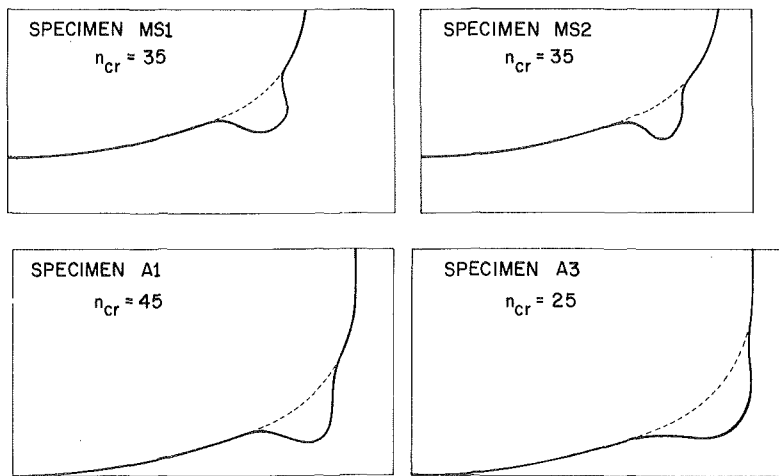 SPECIMEN MS1
n_cr = 35
SPECIMEN MS2
n_cr = 35
SPECIMEN A1
n_cr = 45
SPECIMEN A3
n_cr = 25